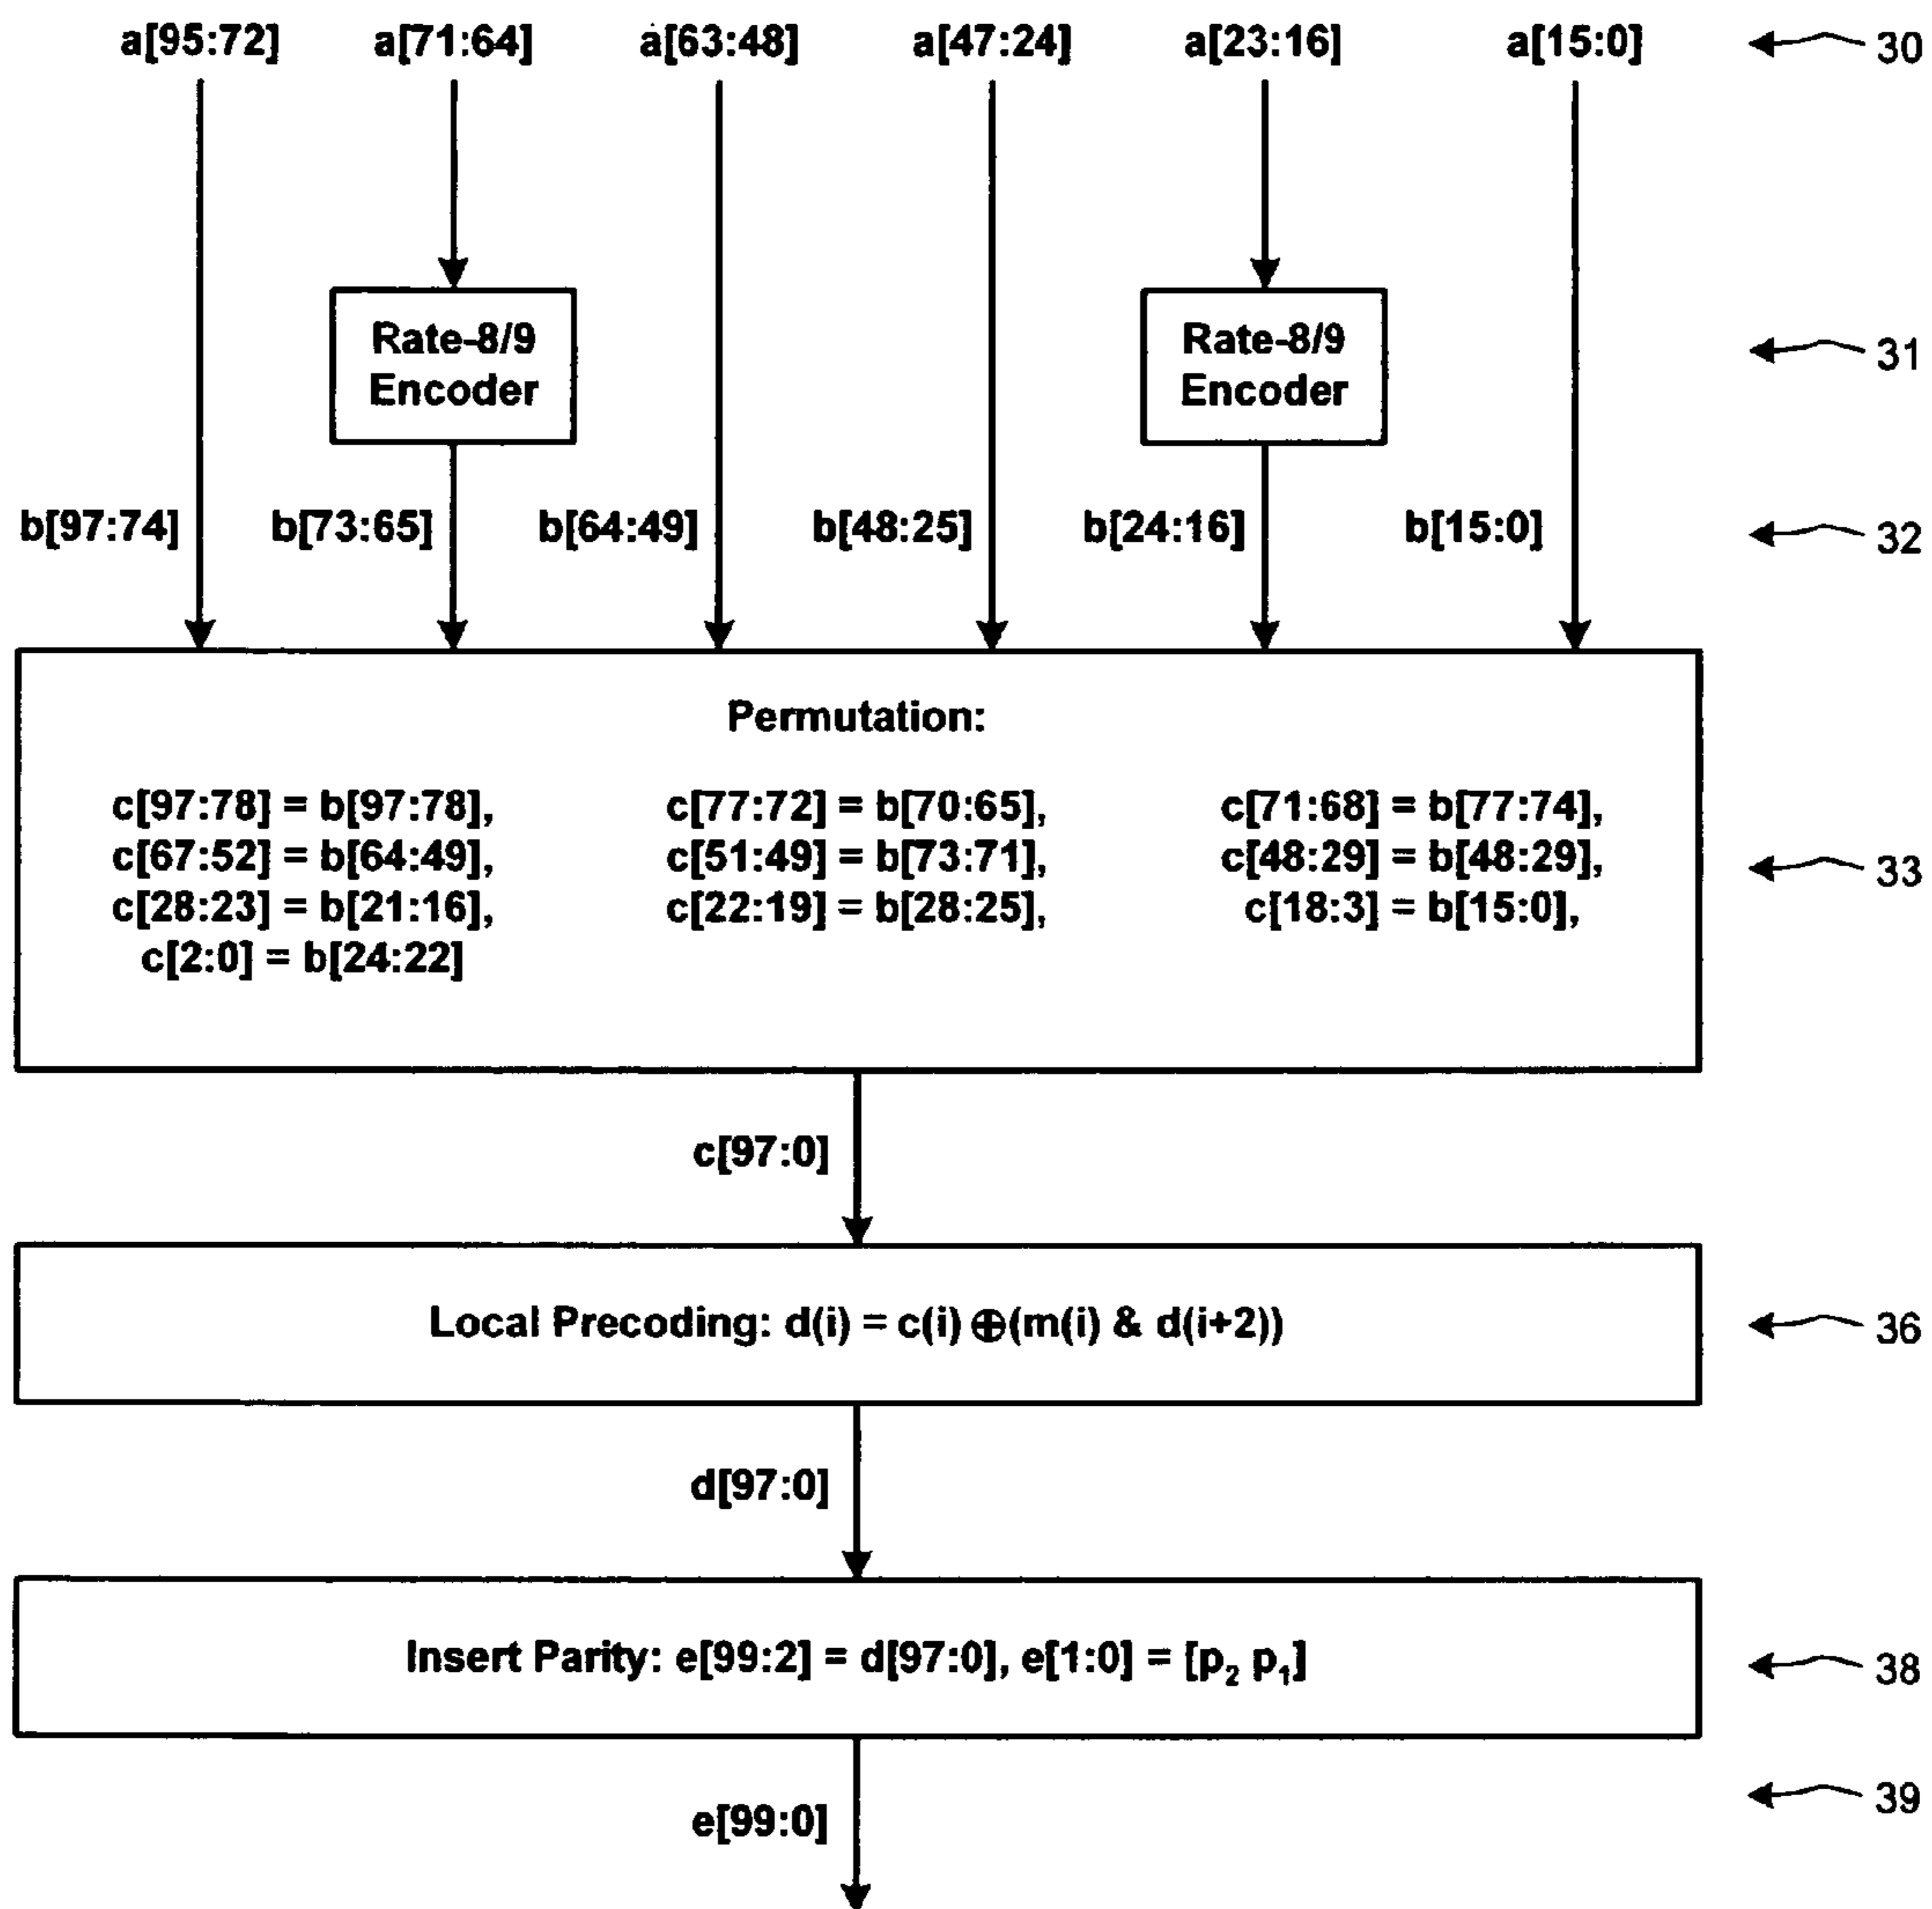 a[95:72] a[71:64] a[63:48] a[47:24] a[23:16] a[15:0] 30
Rate-8/9 Rate-8/9
Encoder Encoder 31
b[97:74] b[73:65] b[64:49] b[48:25] b[24:16] b[15:0] 32
Permutation:
c[97:78] = b[97:78], c[77:72] = b[70:65], c[71:68] = b[77:74],
c[67:52] = b[64:49], c[51:49] = b[73:71], c[48:29] = b[48:29], 33
c[28:23] = b[21:16], c[22:19] = b[28:25], c[18:3] = b[15:0],
c[2:0] = b[24:22]
c[97:0]
Local Precoding: d(i) = c(i) ⊕ (m(i) & d(i+2)) 36
d[97:0]
Insert Parity: e[99:2] = d[97:0], e[1:0] = [p₂ p₁] 38
39
e[99:0]